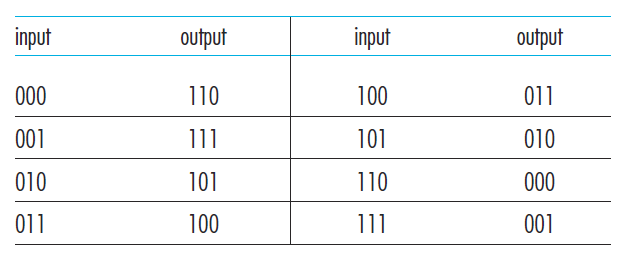 input output input output
000 110 100 011
001 111 101 010
010 101 110 000
011 100 111 001